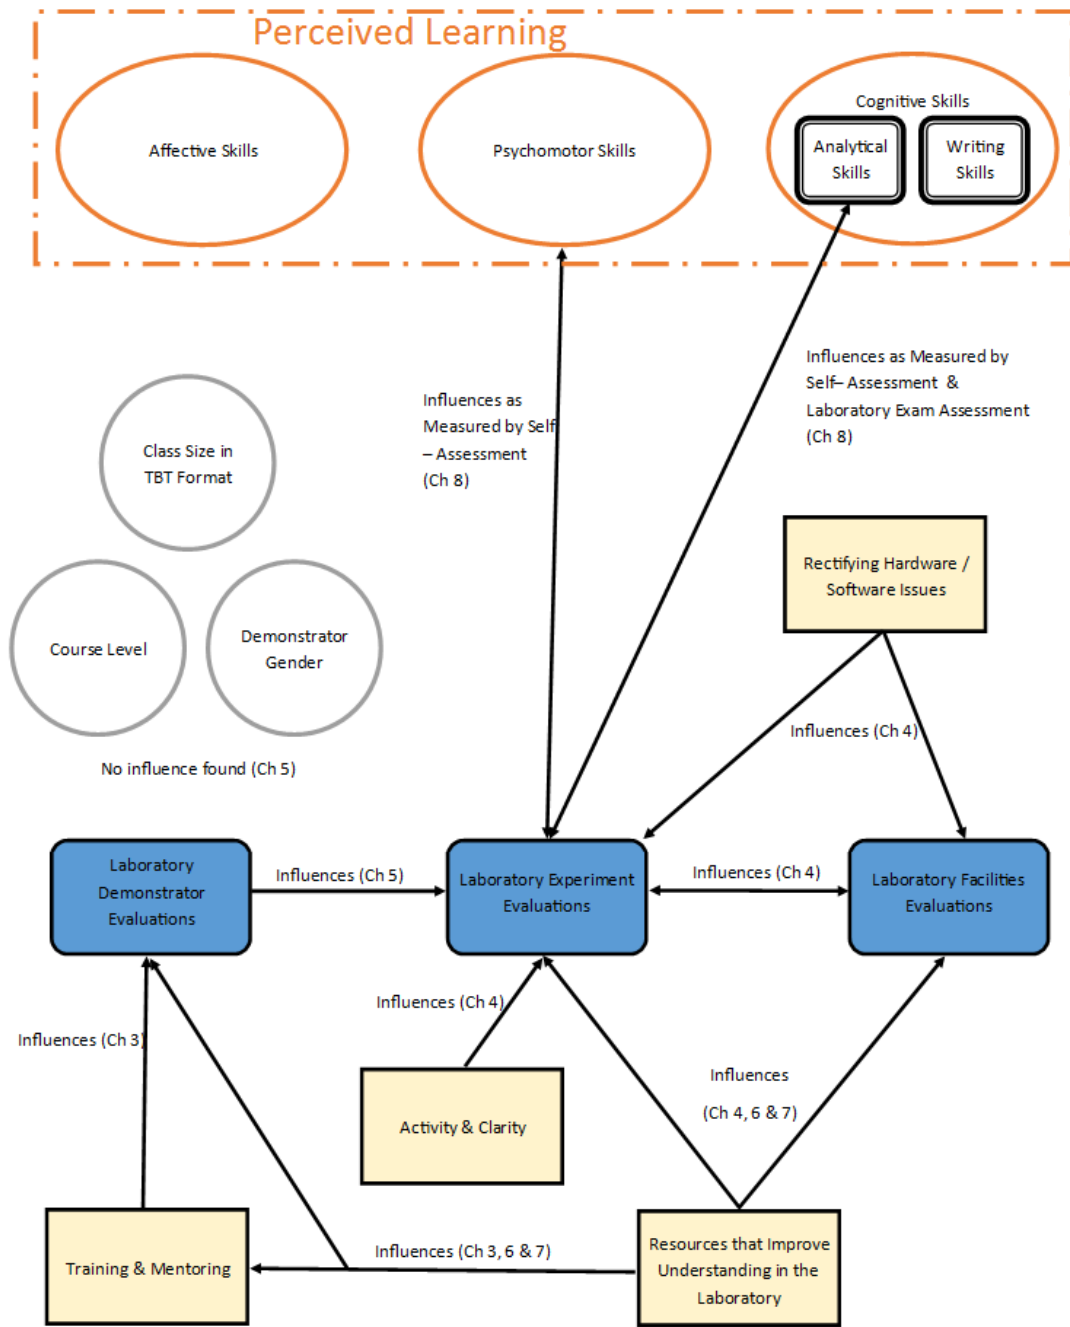 Perceived Learning
Affective Skills
Psychomotor Skills
Cognitive Skills
Analytical
Skills
Writing
Skills
Influences as
Measured by Self
– Assessment
(Ch 8)
Influences as Measured by
Self– Assessment &
Laboratory Exam Assessment
(Ch 8)
Class Size in
TBT Format
Course Level
Demonstrator
Gender
No influence found (Ch 5)
Rectifying Hardware /
Software Issues
Influences (Ch 4)
Laboratory
Demonstrator
Evaluations
Influences (Ch 5)
Laboratory Experiment
Evaluations
Influences (Ch 4)
Laboratory Facilities
Evaluations
Influences (Ch 3)
Influences (Ch 4)
Activity & Clarity
Influences
(Ch 4, 6 & 7)
Training & Mentoring
Influences (Ch 3, 6 & 7)
Resources that Improve
Understanding in the
Laboratory